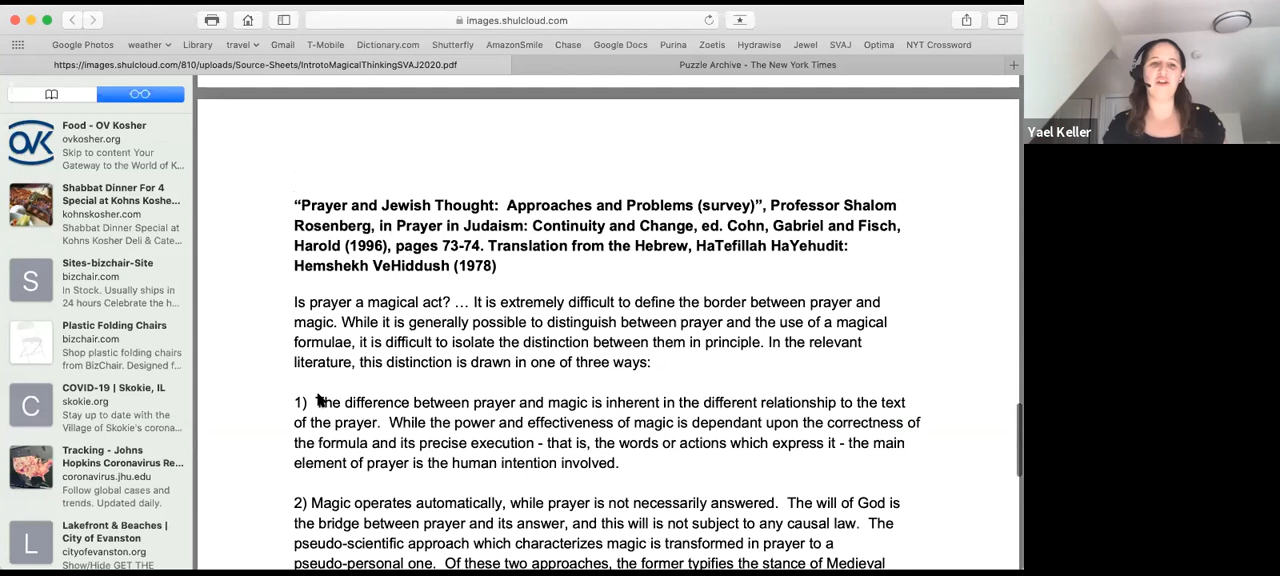 images.shulcloud.com
Google Photos weather Library travel Gmail T-Mobile Dictionary.com Shutterfly AmazonSmile Chase Google Docs Purina Zoetis Hydrawise Jewel SVAJ Optima NYT Crossword
https://images.shulcloud.com/810/uploads/Source-Sheets/IntrotoMagicalThinkingSVAJ2020.pdf
Puzzle Archive - The New York Times
Food - OV Kosher
ovkosher.org
Skip to content Your
Gateway to the World of K...
Shabbat Dinner For 4
Special at Kohns Koshe...
kohnskosher.com
Shabbat Dinner Special at
Kohns Kosher Deli & Cate...
S
Sites-bizchair-Site
bizchair.com
In Stock. Usually ships in
24 hours Celebrate the h...
Plastic Folding Chairs
bizchair.com
Shop plastic folding chairs
from BizChair. Designed f...
C
COVID-19 | Skokie, IL
skokie.org
Stay up to date with the
Village of Skokie's corona...
Tracking - Johns
Hopkins Coronavirus Re...
coronavirus.jhu.edu
Follow global cases and
trends. Updated daily.
L
Lakefront & Beaches |
City of Evanston
cityofevanston.org
Show/Hide GET THE
“Prayer and Jewish Thought: Approaches and Problems (survey)”, Professor Shalom
Rosenberg, in Prayer in Judaism: Continuity and Change, ed. Cohn, Gabriel and Fisch,
Harold (1996), pages 73-74. Translation from the Hebrew, HaTefillah HaYehudit:
Hemshekh VeHiddush (1978)
Is prayer a magical act? ... It is extremely difficult to define the border between prayer and
magic. While it is generally possible to distinguish between prayer and the use of a magical
formulae, it is difficult to isolate the distinction between them in principle. In the relevant
literature, this distinction is drawn in one of three ways:
1) The difference between prayer and magic is inherent in the different relationship to the text
of the prayer. While the power and effectiveness of magic is dependant upon the correctness of
the formula and its precise execution - that is, the words or actions which express it - the main
element of prayer is the human intention involved.
2) Magic operates automatically, while prayer is not necessarily answered. The will of God is
the bridge between prayer and its answer, and this will is not subject to any causal law. The
pseudo-scientific approach which characterizes magic is transformed in prayer to a
pseudo-personal one. Of these two approaches, the former typifies the stance of Medieval
Yael Keller